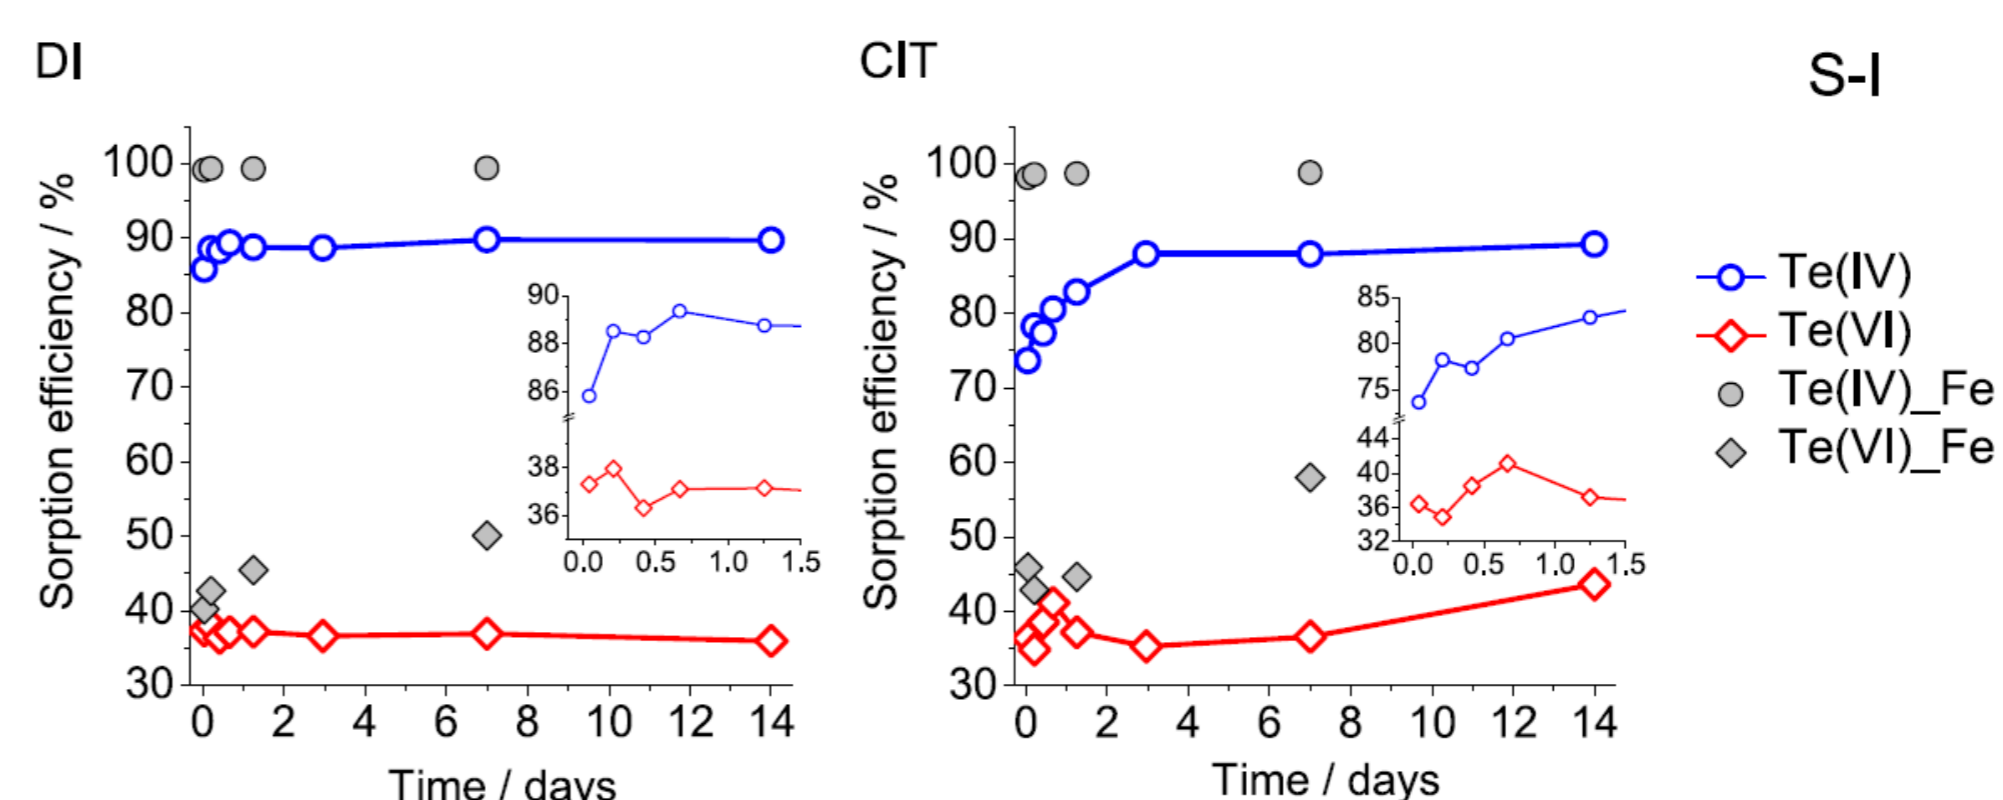 DI
CIT
S-I
Sorption efficiency / %
100
90
80
70
60
50
40
30
0 2 4 6 8 10 12 14
Time / days
90
88
86
38
36
0.0 0.5 1.0 1.5
Sorption efficiency / %
100
90
80
70
60
50
40
30
0 2 4 6 8 10 12 14
Time / days
85
80
75
44
40
36
32
0.0 0.5 1.0 1.5
Te(IV)
Te(VI)
Te(IV)_Fe
Te(VI)_Fe